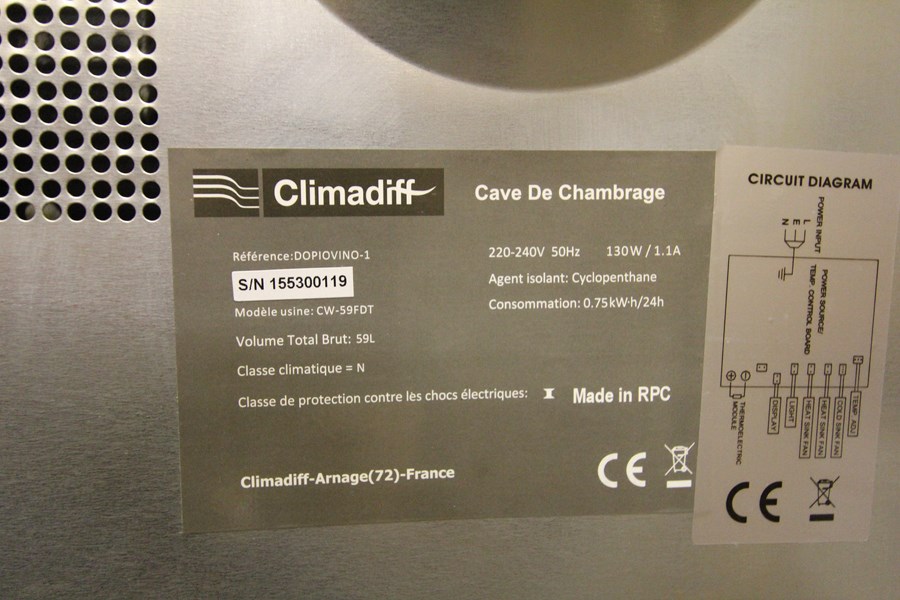 Climadiff
Cave De Chambrage
Référence:DOPIOVINO-1
S/N 155300119
Modèle usine: CW-59FDT
Volume Total Brut: 59L
Classe climatique = N
Classe de protection contre les chocs électriques: I
220-240V 50Hz 130W / 1.1A
Agent isolant: Cyclopenthane
Consommation: 0.75kW·h/24h
Made in RPC
Climadiff-Arnage(72)-France
CE
CIRCUIT DIAGRAM
POWER INPUT
L
E
N
POWER SOURCE/
TEMP. CONTROL BOARD
THERMOELECTRIC
MODULE
DISPLAY
LIGHT
HEAT SINK FAN
HEAT SINK FAN
COLD SINK FAN
TEMP. ADJ.
CE